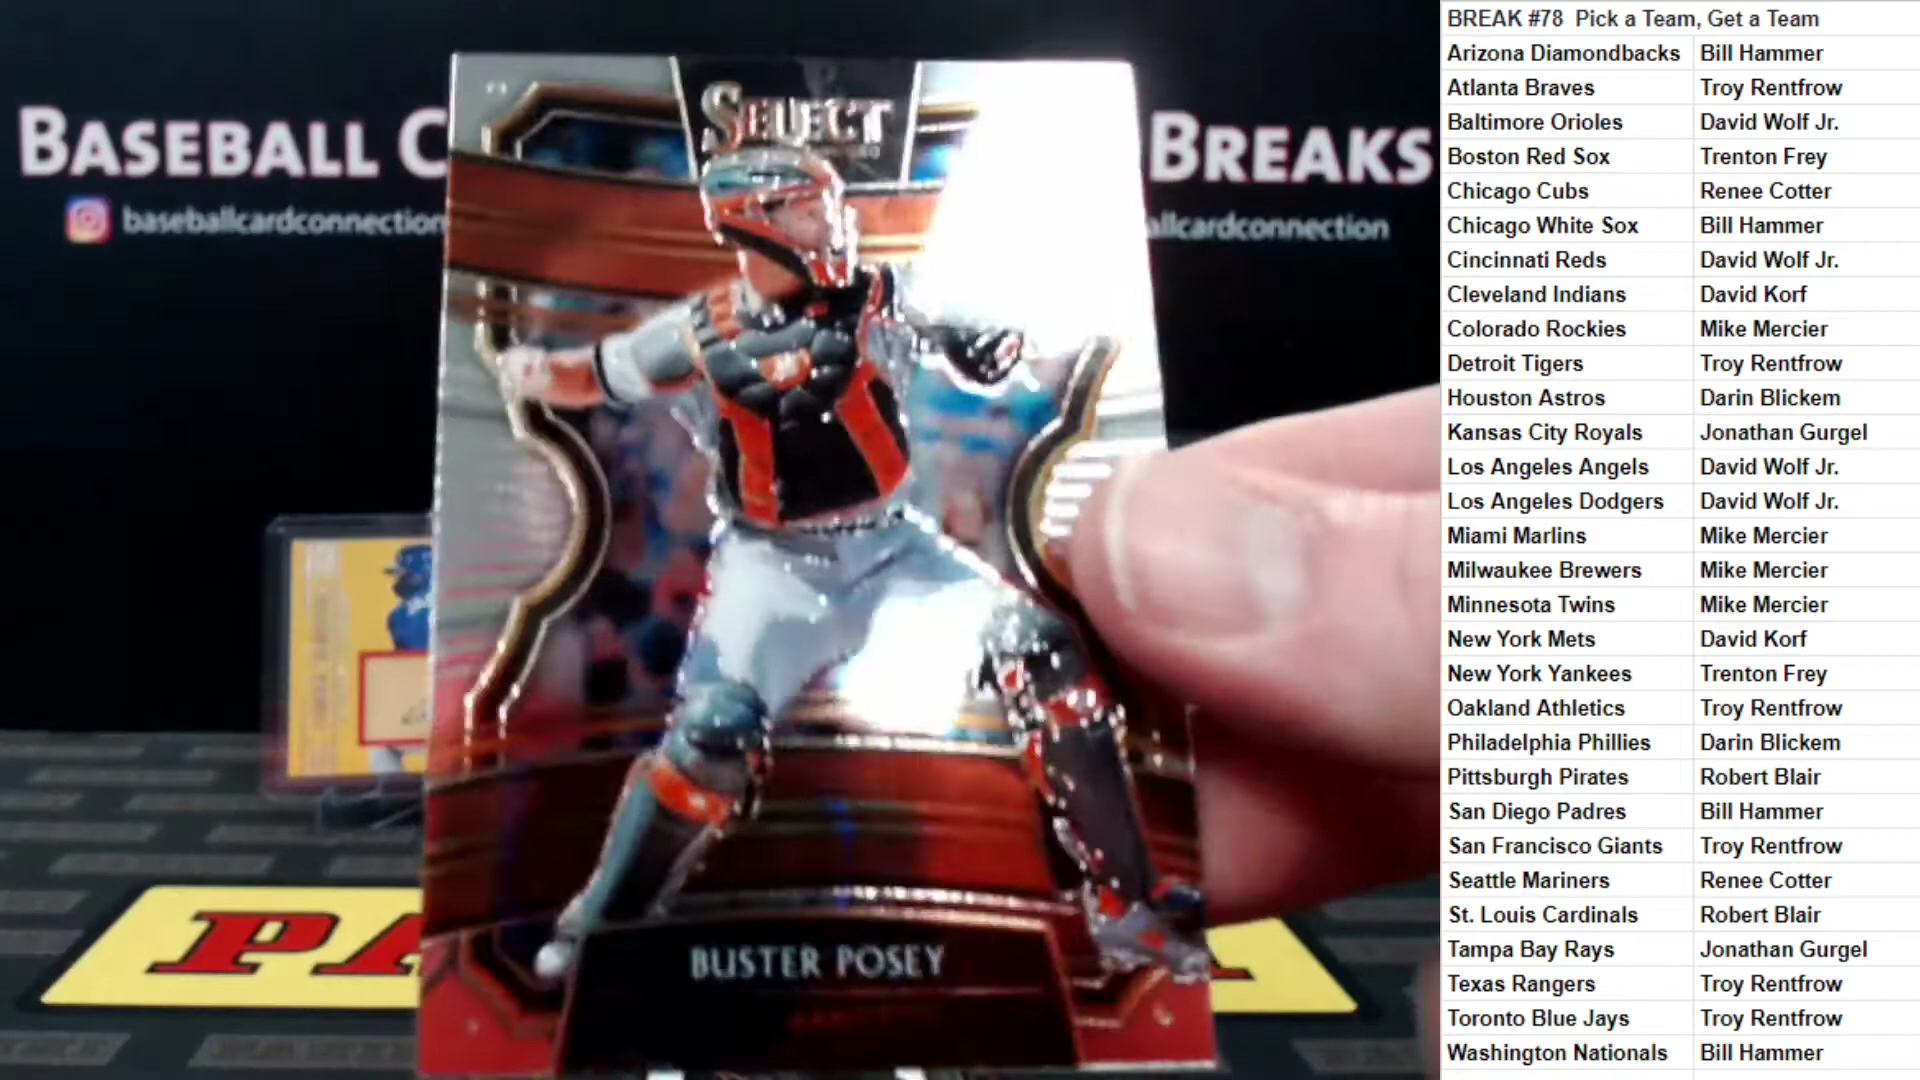 BREAK #78 Pick a Team, Get a Team
Arizona Diamondbacks Bill Hammer
Atlanta Braves Troy Rentfrow
Baltimore Orioles David Wolf Jr.
Boston Red Sox Trenton Frey
Chicago Cubs Renee Cotter
Chicago White Sox Bill Hammer
Cincinnati Reds David Wolf Jr.
Cleveland Indians David Korf
Colorado Rockies Mike Mercier
Detroit Tigers Troy Rentfrow
Houston Astros Darin Blickem
Kansas City Royals Jonathan Gurgel
Los Angeles Angels David Wolf Jr.
Los Angeles Dodgers David Wolf Jr.
Miami Marlins Mike Mercier
Milwaukee Brewers Mike Mercier
Minnesota Twins Mike Mercier
New York Mets David Korf
New York Yankees Trenton Frey
Oakland Athletics Troy Rentfrow
Philadelphia Phillies Darin Blickem
Pittsburgh Pirates Robert Blair
San Diego Padres Bill Hammer
San Francisco Giants Troy Rentfrow
Seattle Mariners Renee Cotter
St. Louis Cardinals Robert Blair
Tampa Bay Rays Jonathan Gurgel
Texas Rangers Troy Rentfrow
Toronto Blue Jays Troy Rentfrow
Washington Nationals Bill Hammer
BASEBALL C BREAKS
baseballcardconnection allcardconnection
SELECT
BUSTER POSEY
PA